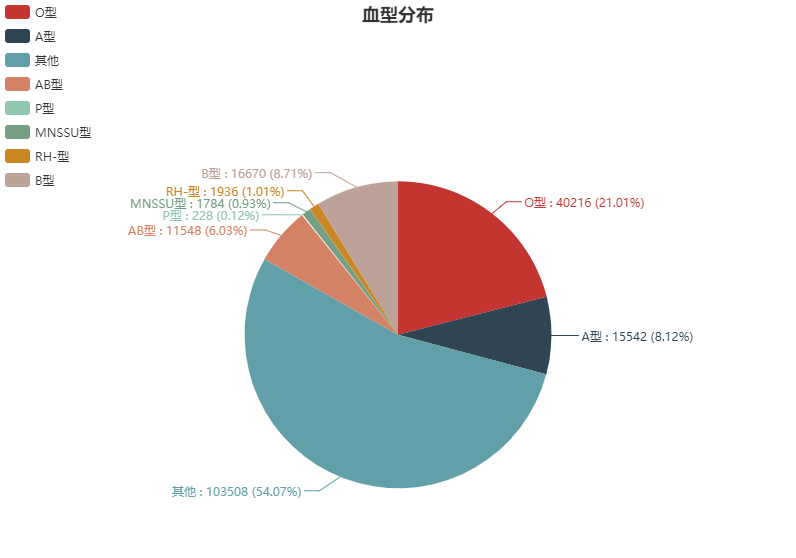 血型分布
O型
A型
其他
AB型
P型
MNSSU型
RH-型
B型
B型 : 16670 (8.71%)
RH-型 : 1936 (1.01%)
MNSSU型 : 1784 (0.93%)
P型 : 228 (0.12%)
AB型 : 11548 (6.03%)
O型 : 40216 (21.01%)
A型 : 15542 (8.12%)
其他 : 103508 (54.07%)